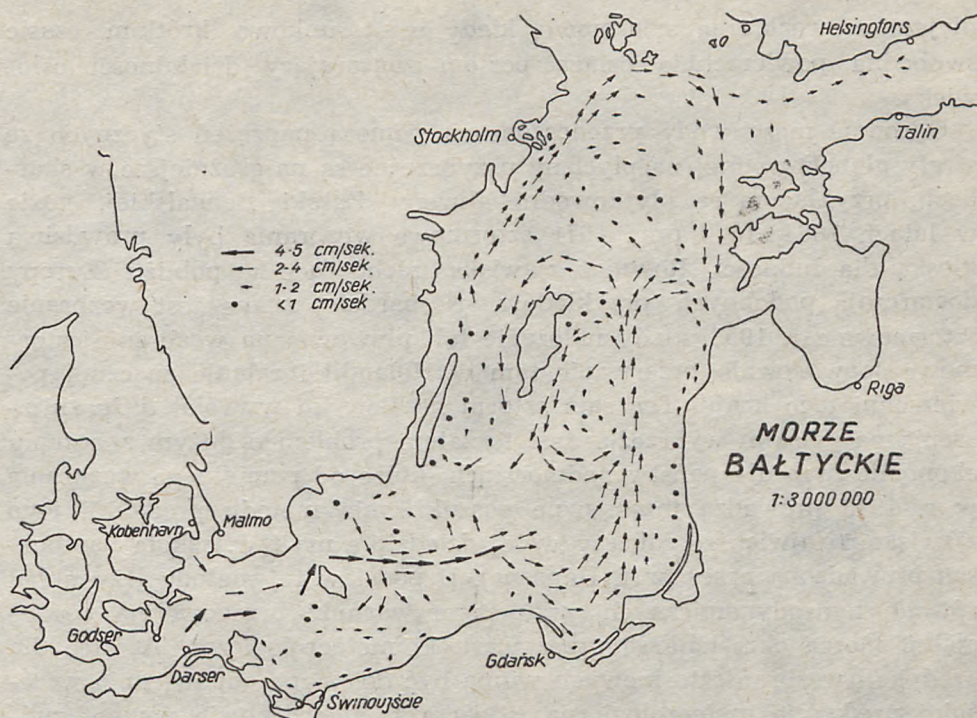 Helsingfors
Stockholm
Talin
4-5 cm/sek.
2-4 cm/sek.
1-2 cm/sek.
<1 cm/sek
Riga
MORZE
BAŁTYCKIE
1:3 000 000
Kobenhavn
Malmo
Godser
Gdańsk
Darser
Świnoujście